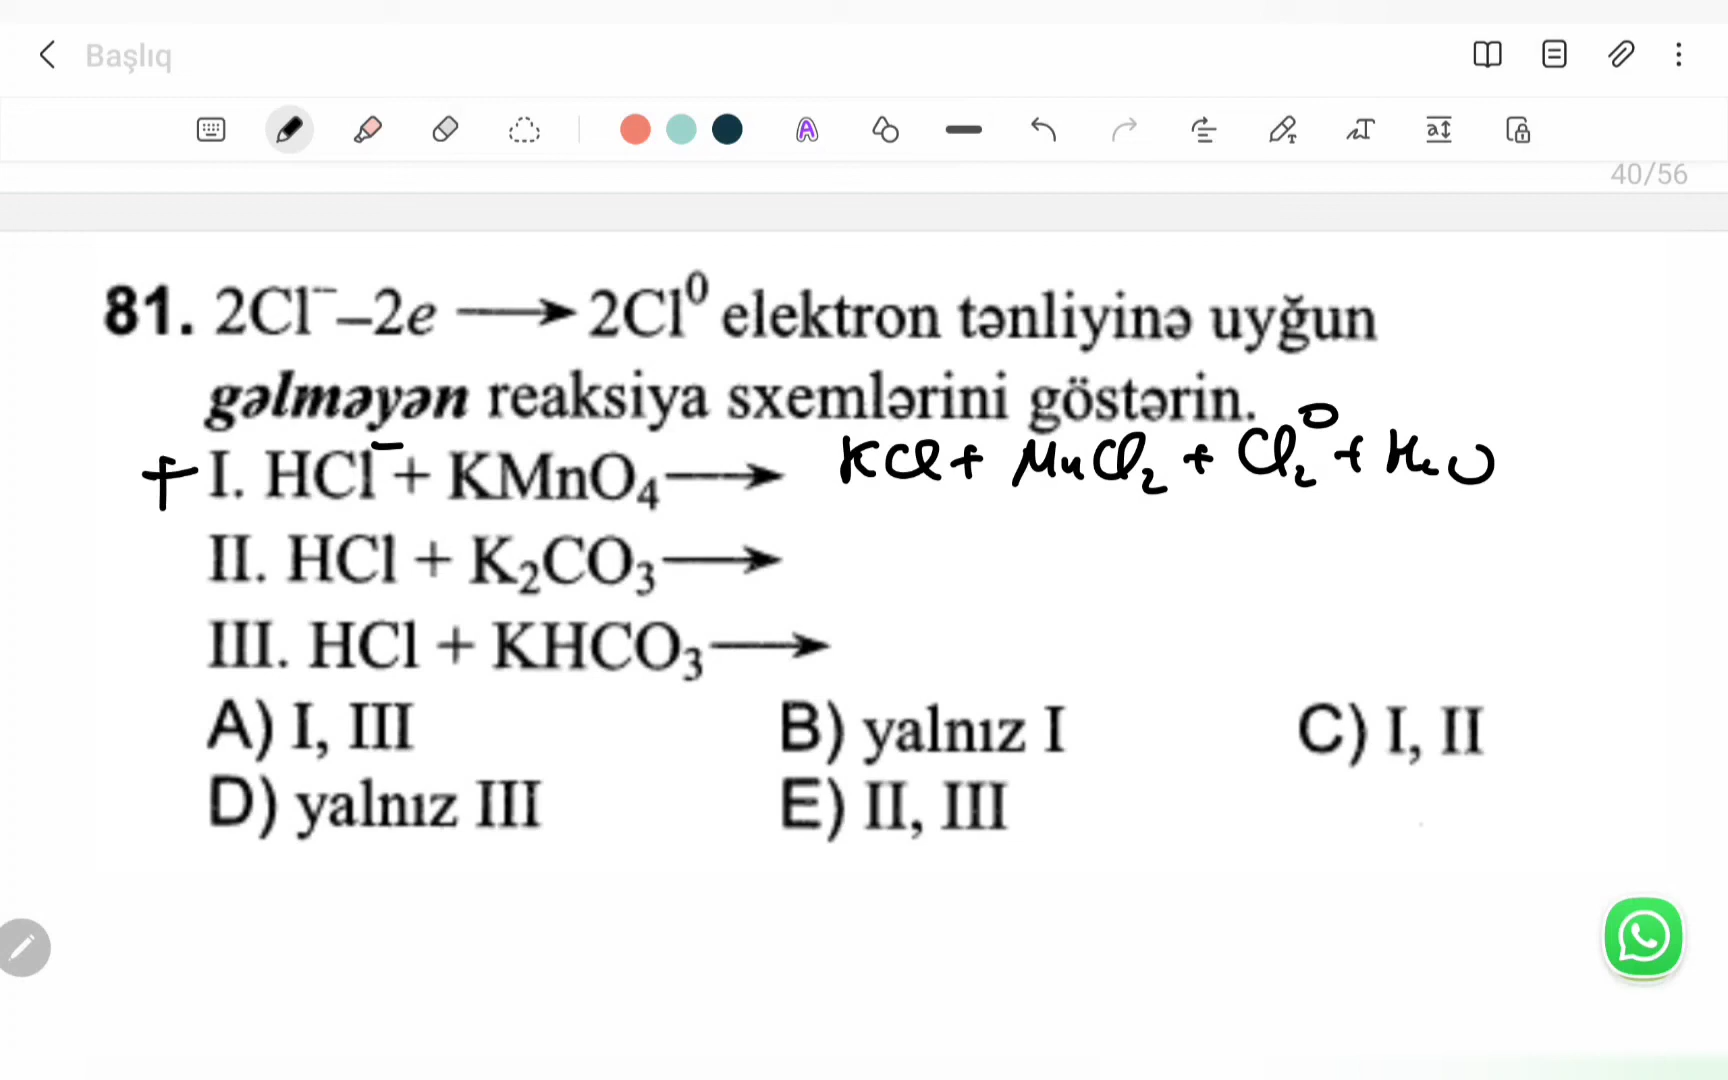 Başlıq
40/56
81. 2Cl⁻–2e ⟶ 2Cl⁰ elektron tənliyinə uyğun
gəlməyən reaksiya sxemlərini göstərin.
+ I. HCl⁻ + KMnO₄ ⟶ KCl + MnCl₂ + Cl₂⁰ + H₂O
II. HCl + K₂CO₃ ⟶
III. HCl + KHCO₃ ⟶
A) I, III B) yalnız I C) I, II
D) yalnız III E) II, III